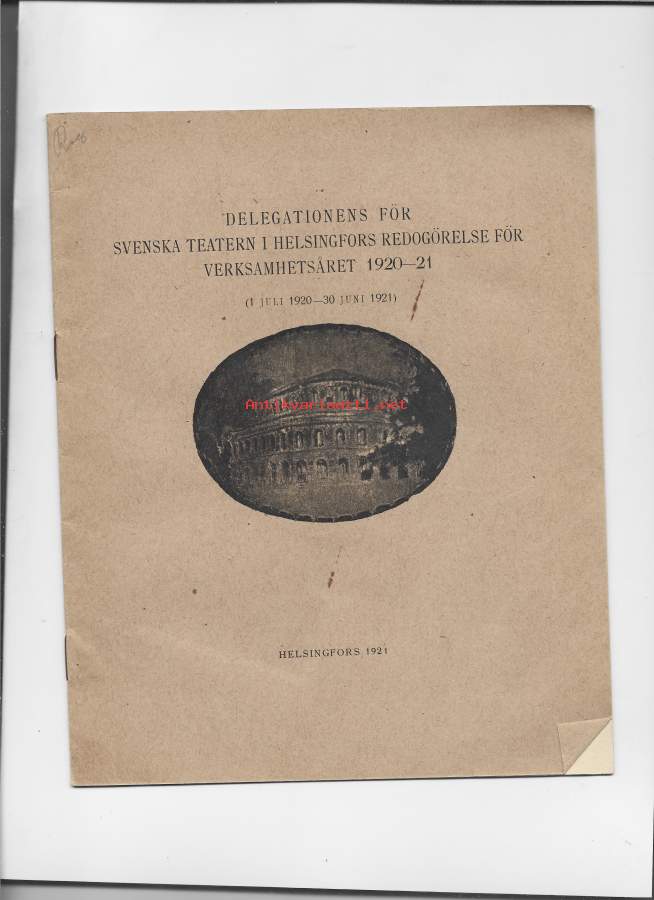 DELEGATIONENS FÖR
SVENSKA TEATERN I HELSINGFORS REDOGÖRELSE FÖR
VERKSAMHETSÅRET 1920—21
(1 JULI 1920—30 JUNI 1921)
Antikvariaatti.net
HELSINGFORS 1921